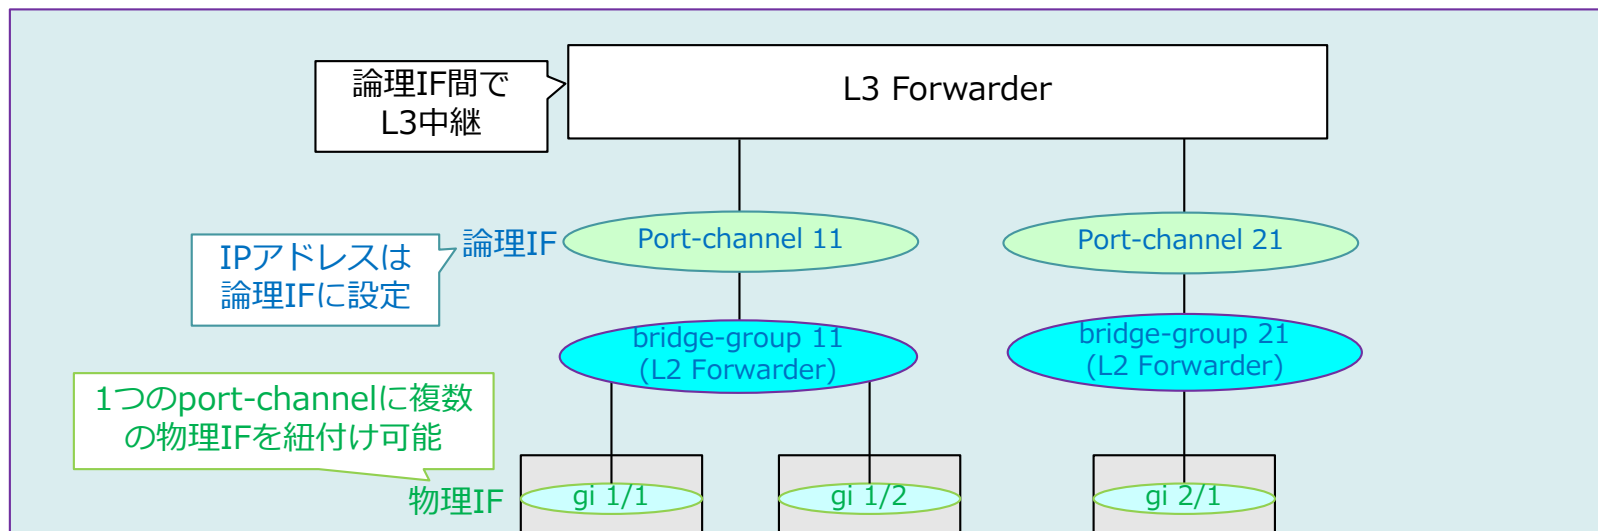 論理IF間で
L3中継
L3 Forwarder
IPアドレスは
論理IFに設定
論理IF
Port-channel 11
Port-channel 21
bridge-group 11
(L2 Forwarder)
bridge-group 21
(L2 Forwarder)
1つのport-channelに複数
の物理IFを紐付け可能
物理IF
gi 1/1
gi 1/2
gi 2/1